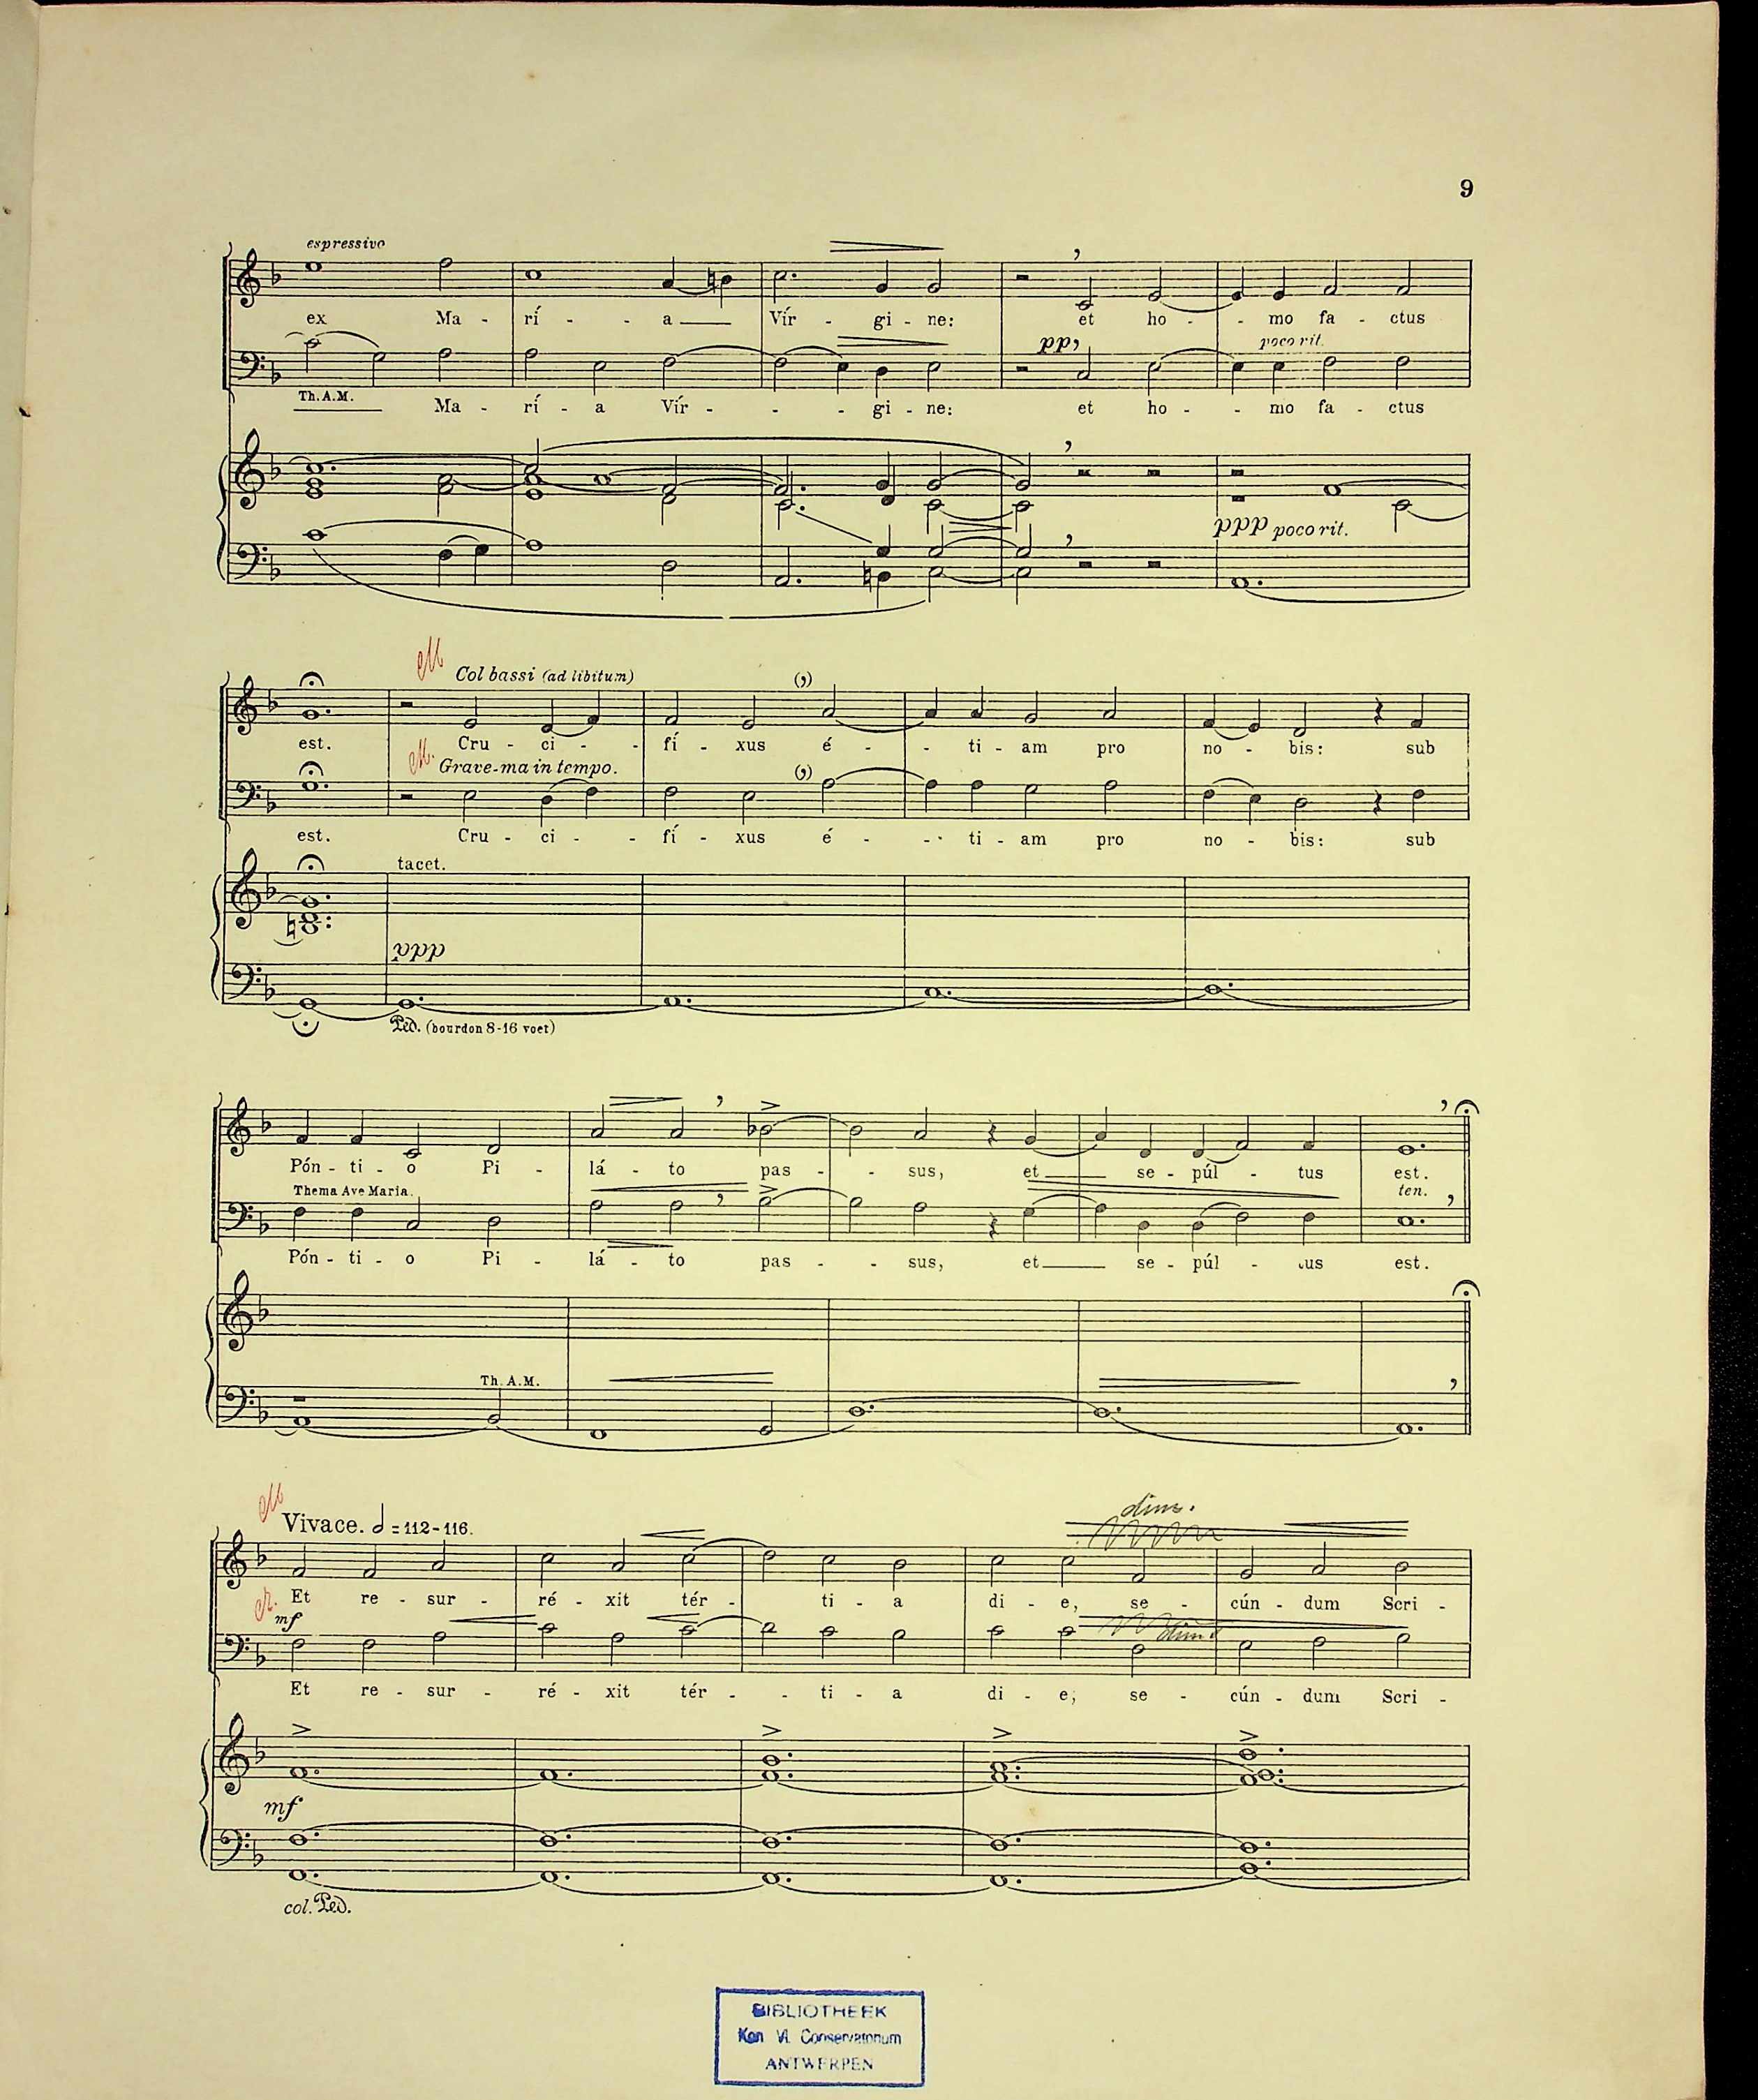 9
espressivo
ex Ma - rí - - a Vír - gi - ne: et ho - - mo fa - ctus
pp poco rit.
Th. A. M.
Ma - rí - a Vír - - - gi - ne: et ho - - mo fa - ctus
ppp poco rit.
M
Col bassi (ad libitum)
est. Cru - ci - - fí - xus é - - ti - am pro no - bis: sub
M. Grave-ma in tempo.
est. Cru - ci - - fí - xus é - - ti - am pro no - bis: sub
tacet.
ppp
Ped. (bourdon 8-16 voet)
Pón - ti - o Pi - lá - to pas - - sus, et se - púl - tus est.
Thema Ave Maria. ten.
Pón - ti - o Pi - lá - to pas - - sus, et se - púl - tus est.
Th. A. M.
M
dim.
Vivace. 𝅗𝅥 = 112-116.
Et re - sur - ré - xit tér - ti - a di - e, se - cún - dum Scri -
mf dim
Et re - sur - ré - xit tér - - ti - a di - e; se - cún - dum Scri -
mf
col. Ped.
BIBLIOTHEEK
Kon Vl. Conservatorium
ANTWERPEN